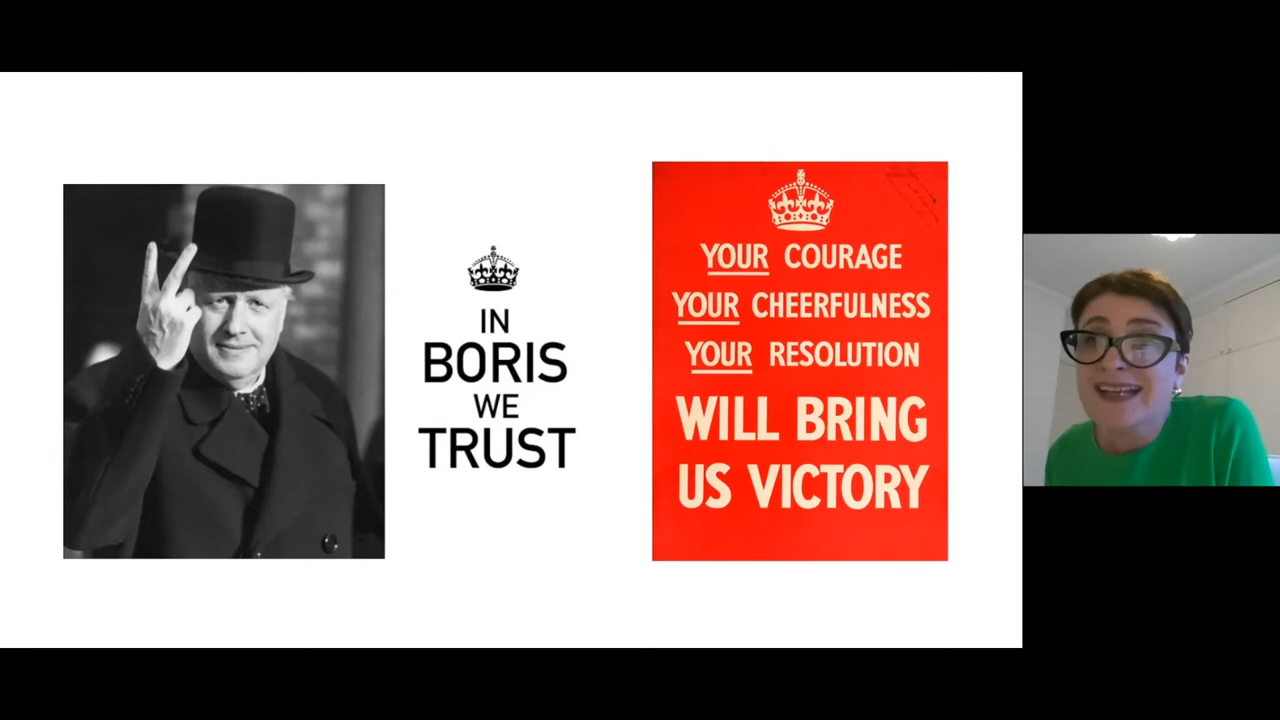 IN
BORIS
WE
TRUST
YOUR COURAGE
YOUR CHEERFULNESS
YOUR RESOLUTION
WILL BRING
US VICTORY